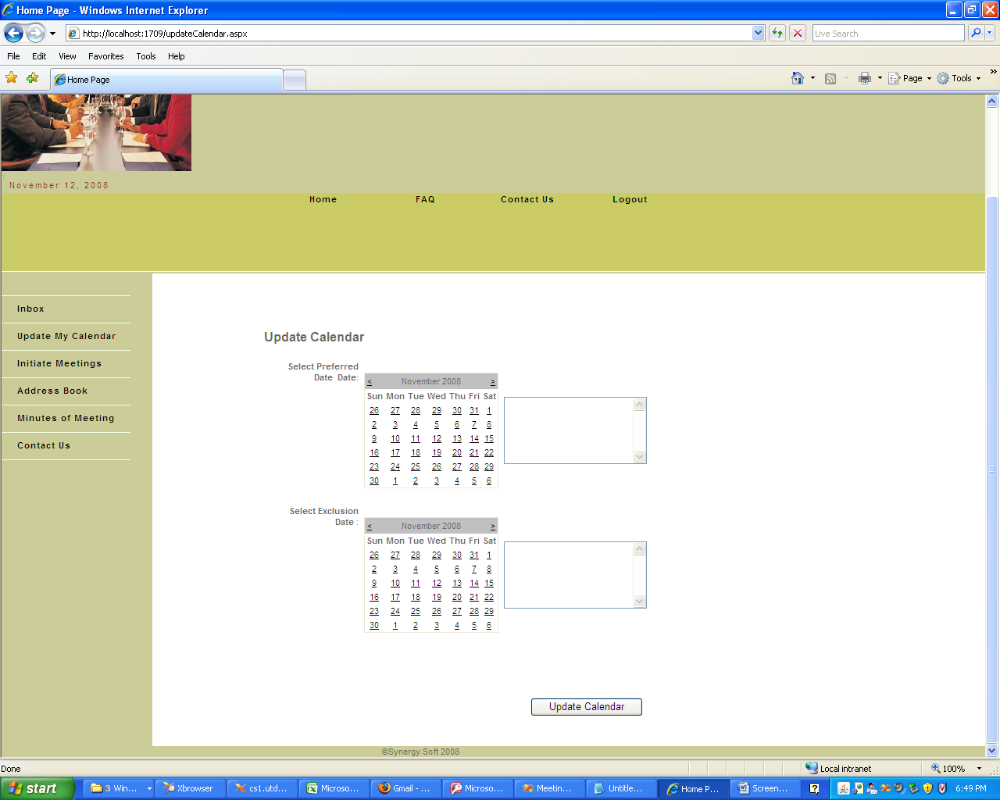 Home Page - Windows Internet Explorer
http://localhost:1709/updateCalendar.aspx
Live Search
File Edit View Favorites Tools Help
Home Page
Page Tools »
November 12, 2008
Home FAQ Contact Us Logout
Inbox
Update My Calendar
Initiate Meetings
Address Book
Minutes of Meeting
Contact Us
Update Calendar
Select Preferred
Date Date:
< November 2008 >
Sun Mon Tue Wed Thu Fri Sat
26 27 28 29 30 31 1
2 3 4 5 6 7 8
9 10 11 12 13 14 15
16 17 18 19 20 21 22
23 24 25 26 27 28 29
30 1 2 3 4 5 6
Select Exclusion
Date :
< November 2008 >
Sun Mon Tue Wed Thu Fri Sat
26 27 28 29 30 31 1
2 3 4 5 6 7 8
9 10 11 12 13 14 15
16 17 18 19 20 21 22
23 24 25 26 27 28 29
30 1 2 3 4 5 6
Update Calendar
©Synergy Soft 2008
Done Local intranet 100%
start 3 Win... Xbrowser cs1.utd... Microso... Gmail - ... Microso... Meetin... Untitle... Home P... Screen... 6:49 PM